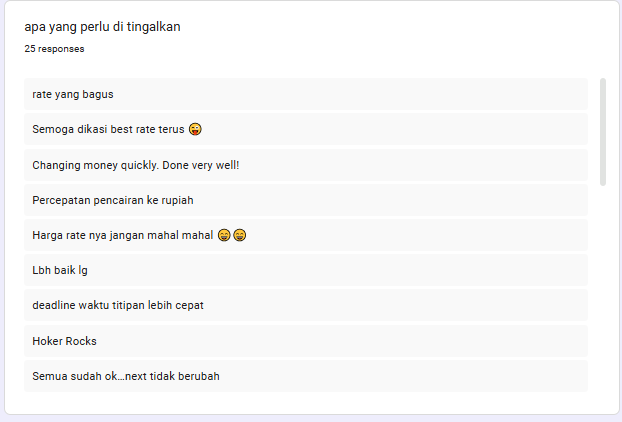 apa yang perlu di tingalkan
25 responses
rate yang bagus
Semoga dikasi best rate terus 😜
Changing money quickly. Done very well!
Percepatan pencairan ke rupiah
Harga rate nya jangan mahal mahal 😄😄
Lbh baik lg
deadline waktu titipan lebih cepat
Hoker Rocks
Semua sudah ok…next tidak berubah